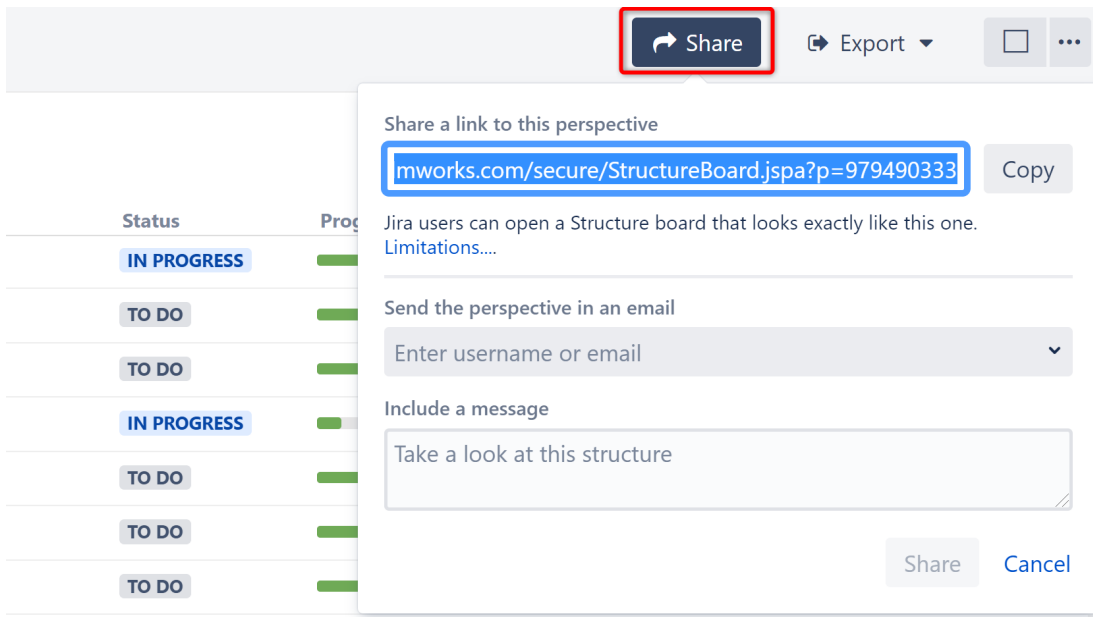 Share
Export
Share a link to this perspective
mworks.com/secure/StructureBoard.jspa?p=979490333
Copy
Jira users can open a Structure board that looks exactly like this one.
Limitations....
Send the perspective in an email
Enter username or email
Include a message
Take a look at this structure
Share Cancel
Status Prog
IN PROGRESS
TO DO
TO DO
IN PROGRESS
TO DO
TO DO
TO DO